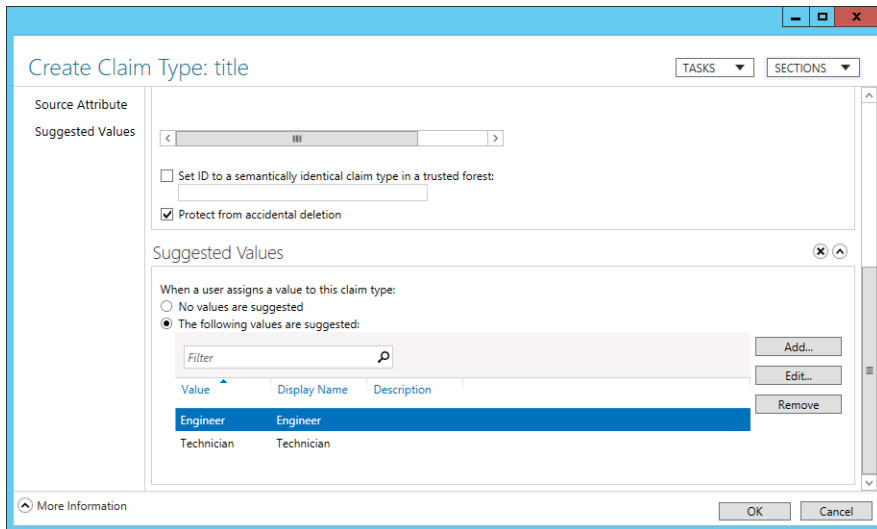 Create Claim Type: title
TASKS
SECTIONS
Source Attribute
Suggested Values
Set ID to a semantically identical claim type in a trusted forest:
Protect from accidental deletion
Suggested Values
When a user assigns a value to this claim type:
No values are suggested
The following values are suggested:
Filter
Add...
Edit...
Remove
Value Display Name Description
Engineer Engineer
Technician Technician
More Information
OK
Cancel